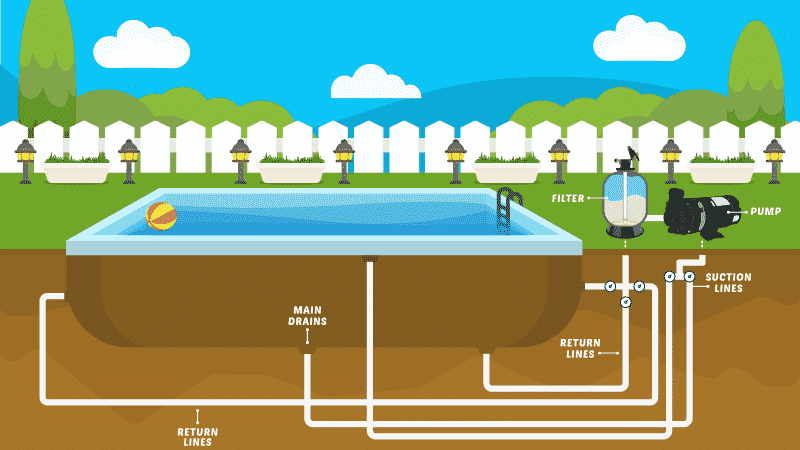 FILTER
PUMP
SUCTION
LINES
MAIN
DRAINS
RETURN
LINES
RETURN
LINES